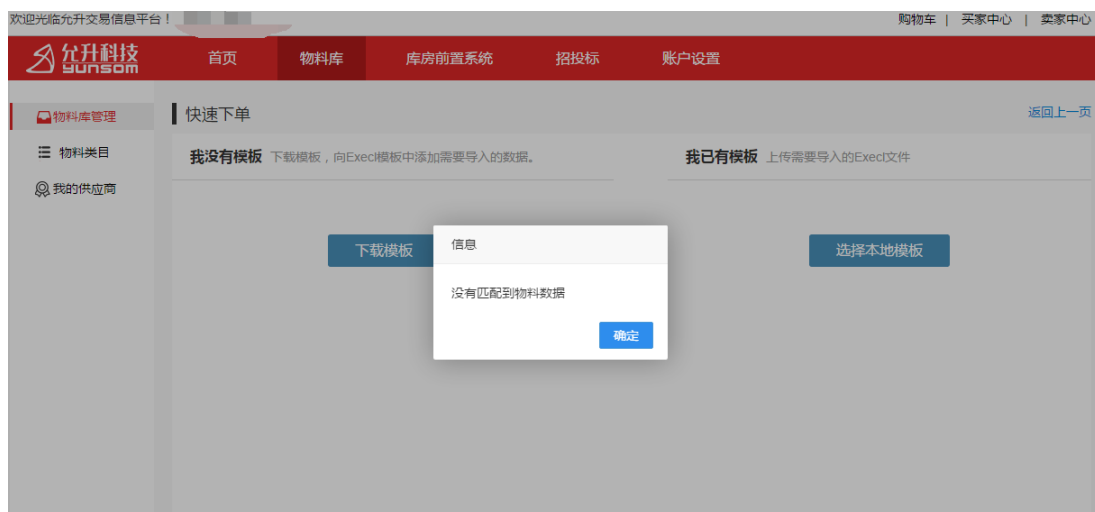 欢迎光临允升交易信息平台！
购物车 | 买家中心 | 卖家中心
允升科技 首页 物料库 库房前置系统 招投标 账户设置
YUNSOM
物料库管理 快速下单 返回上一页
物料类目 我没有模板 下载模板，向Execl模板中添加需要导入的数据。 我已有模板 上传需要导入的Execl文件
我的供应商
下载模板 信息 选择本地模板
没有匹配到物料数据
确定